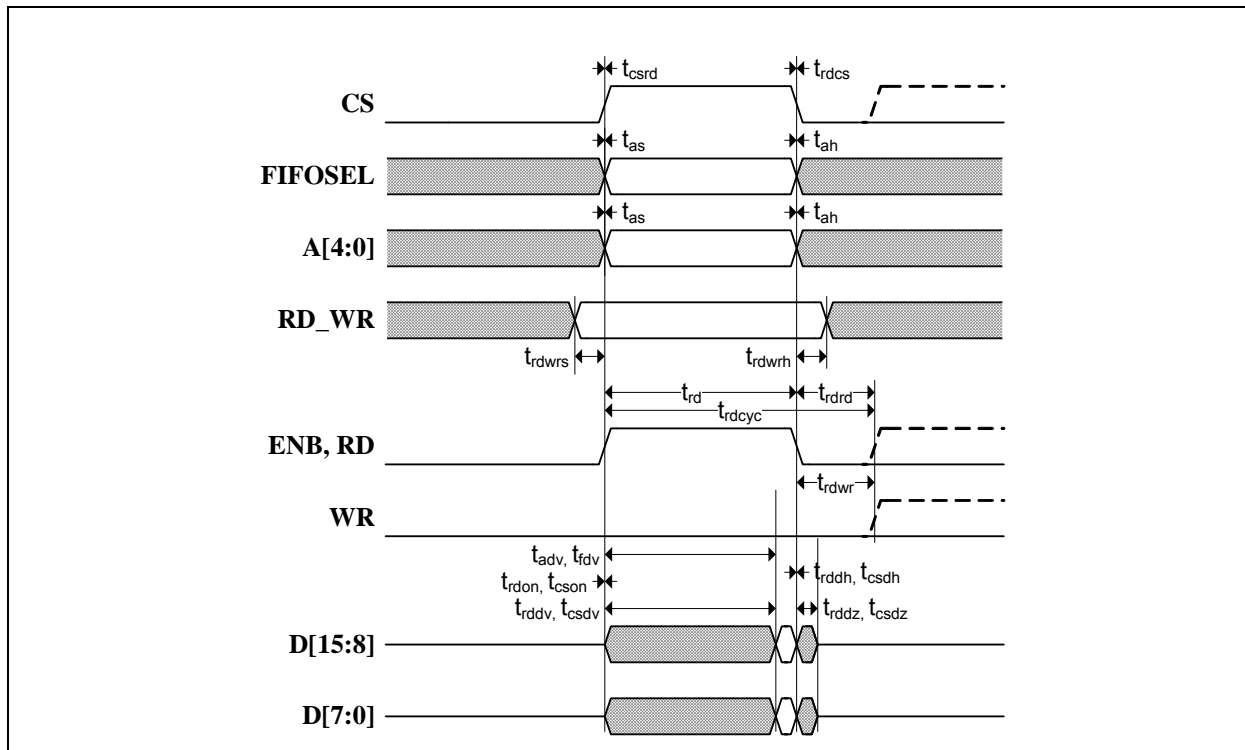 t_csrd t_rdcs
CS
t_as t_ah
FIFOSEL
t_as t_ah
A[4:0]
RD_WR
t_rdwrs t_rdwrh
t_rd t_rdrd
t_rdcyc
ENB, RD
t_rdwr
WR
t_adv, t_fdv
t_rdon, t_cson t_rddh, t_csdh
t_rddv, t_csdv t_rddz, t_csdz
D[15:8]
D[7:0]